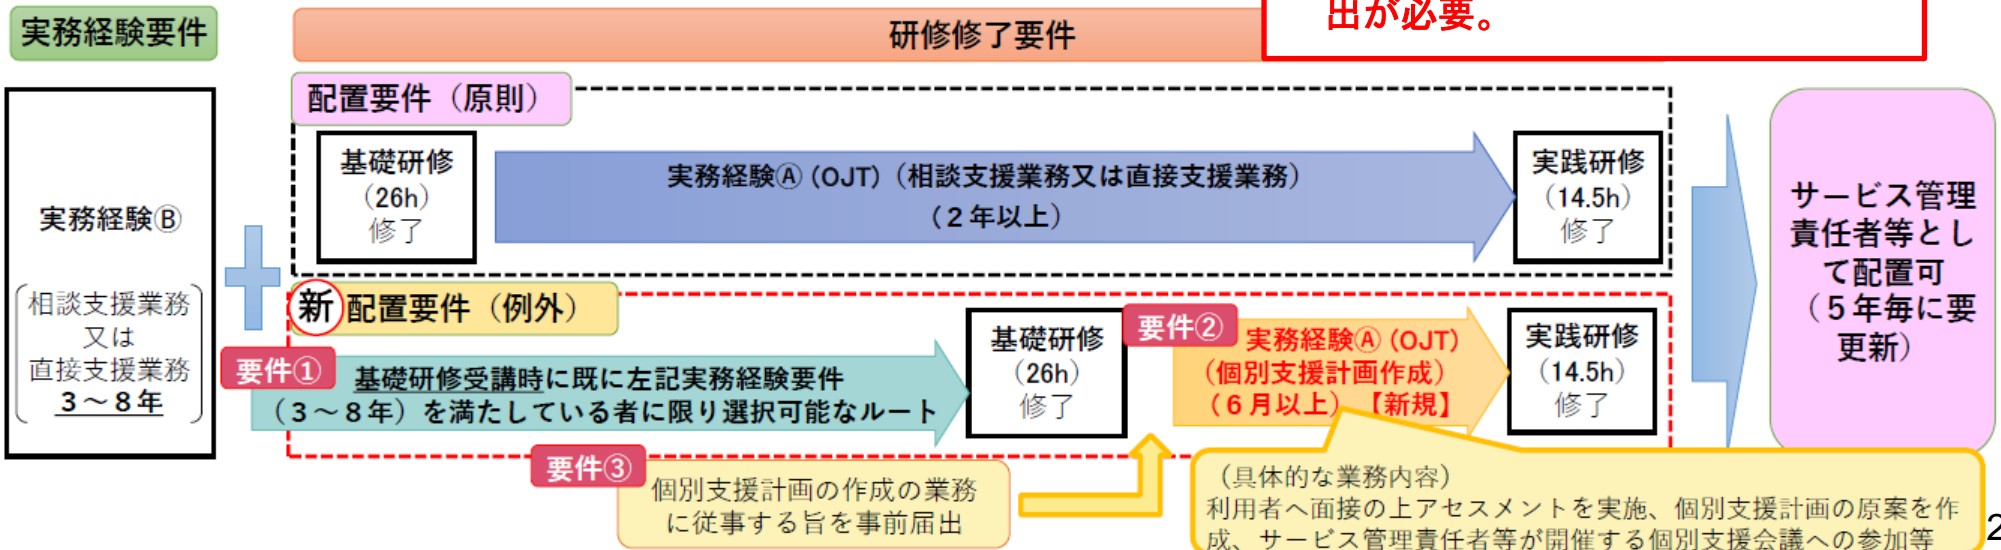 実務経験要件
研修修了要件
出が必要。
配置要件（原則）
実務経験Ⓑ
相談支援業務
又は
直接支援業務
３～８年
基礎研修
（26h）
修了
実務経験Ⓐ (OJT)（相談支援業務又は直接支援業務）
（２年以上）
実践研修
（14.5h）
修了
サービス管理
責任者等とし
て配置可
（５年毎に要
更新）
新 配置要件（例外）
要件①
基礎研修受講時に既に左記実務経験要件
（３～８年）を満たしている者に限り選択可能なルート
基礎研修
（26h）
修了
要件②
実務経験Ⓐ (OJT)
（個別支援計画作成）
（６月以上）【新規】
実践研修
（14.5h）
修了
要件③
個別支援計画の作成の業務
に従事する旨を事前届出
（具体的な業務内容）
利用者へ面接の上アセスメントを実施、個別支援計画の原案を作
成、サービス管理責任者等が開催する個別支援会議への参加等
2